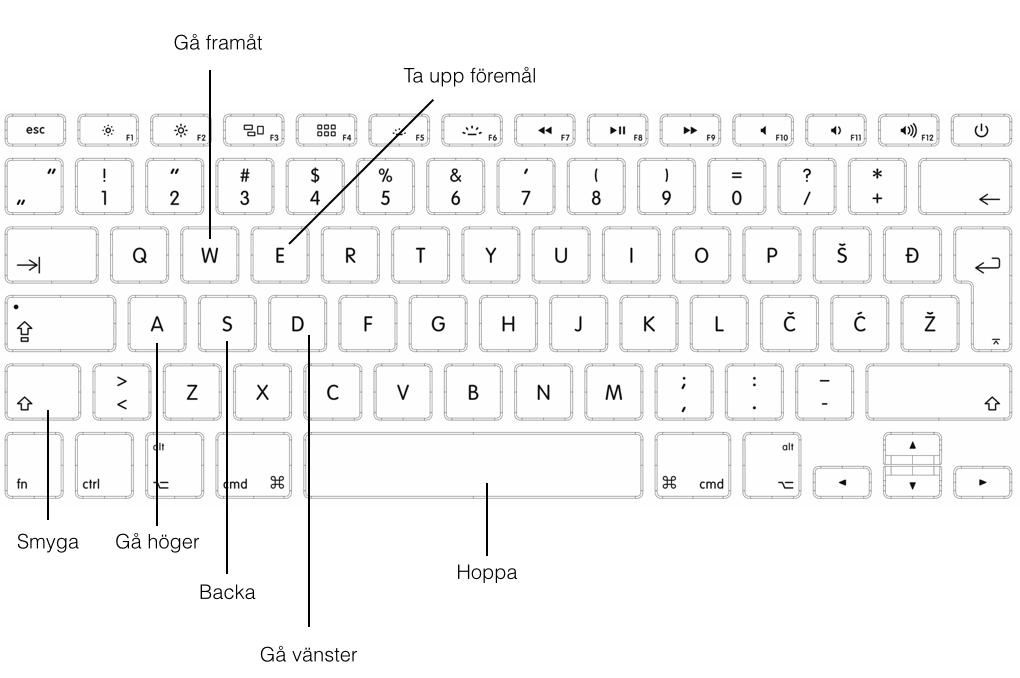 Gå framåt
Ta upp föremål
esc F1 F2 F3 F4 F5 F6 F7 F8 F9 F10 F11 F12
" ! " # $ % & ' ( ) = ? *
" 1 2 3 4 5 6 7 8 9 0 / + ←
→| Q W E R T Y U I O P Š Đ
A S D F G H J K L Č Ć Ž
> ; : –
< Z X C V B N M , . -
alt alt
fn ctrl ⌥ cmd ⌘ ⌘ cmd ⌥
Smyga Gå höger
Hoppa
Backa
Gå vänster